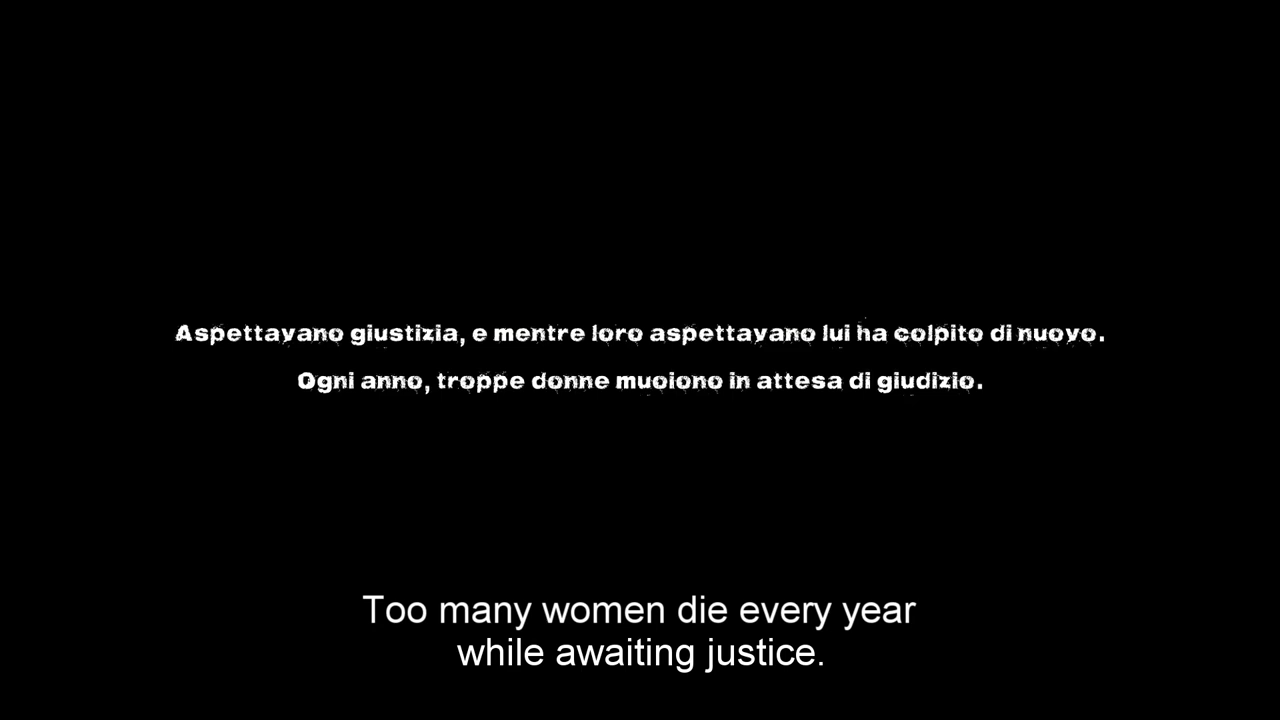 Aspettavano giustizia, e mentre loro aspettavano lui ha colpito di nuovo.
Ogni anno, troppe donne muoiono in attesa di giudizio.
Too many women die every year
while awaiting justice.